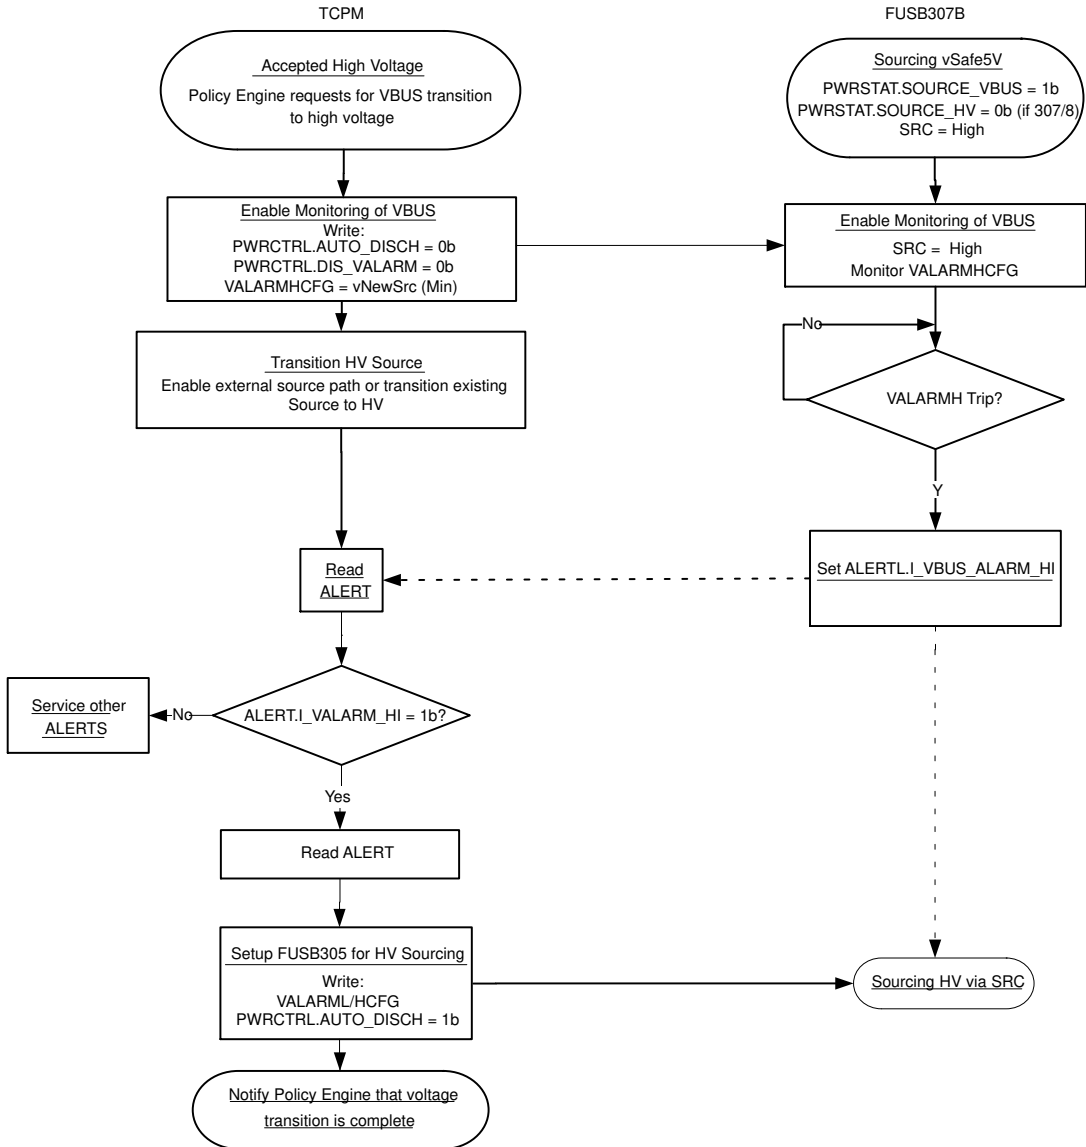 TCPM
FUSB307B
Accepted High Voltage
Policy Engine requests for VBUS transition
to high voltage
Sourcing vSafe5V
PWRSTAT.SOURCE_VBUS = 1b
PWRSTAT.SOURCE_HV = 0b (if 307/8)
SRC = High
Enable Monitoring of VBUS
Write:
PWRCTRL.AUTO_DISCH = 0b
PWRCTRL.DIS_VALARM = 0b
VALARMHCFG = vNewSrc (Min)
Enable Monitoring of VBUS
SRC = High
Monitor VALARMHCFG
No
Transition HV Source
Enable external source path or transition existing
Source to HV
VALARMH Trip?
Y
Read
ALERT
Set ALERTL.I_VBUS_ALARM_HI
Service other
ALERTS
No
ALERT.I_VALARM_HI = 1b?
Yes
Read ALERT
Setup FUSB305 for HV Sourcing
Write:
VALARML/HCFG
PWRCTRL.AUTO_DISCH = 1b
Sourcing HV via SRC
Notify Policy Engine that voltage
transition is complete